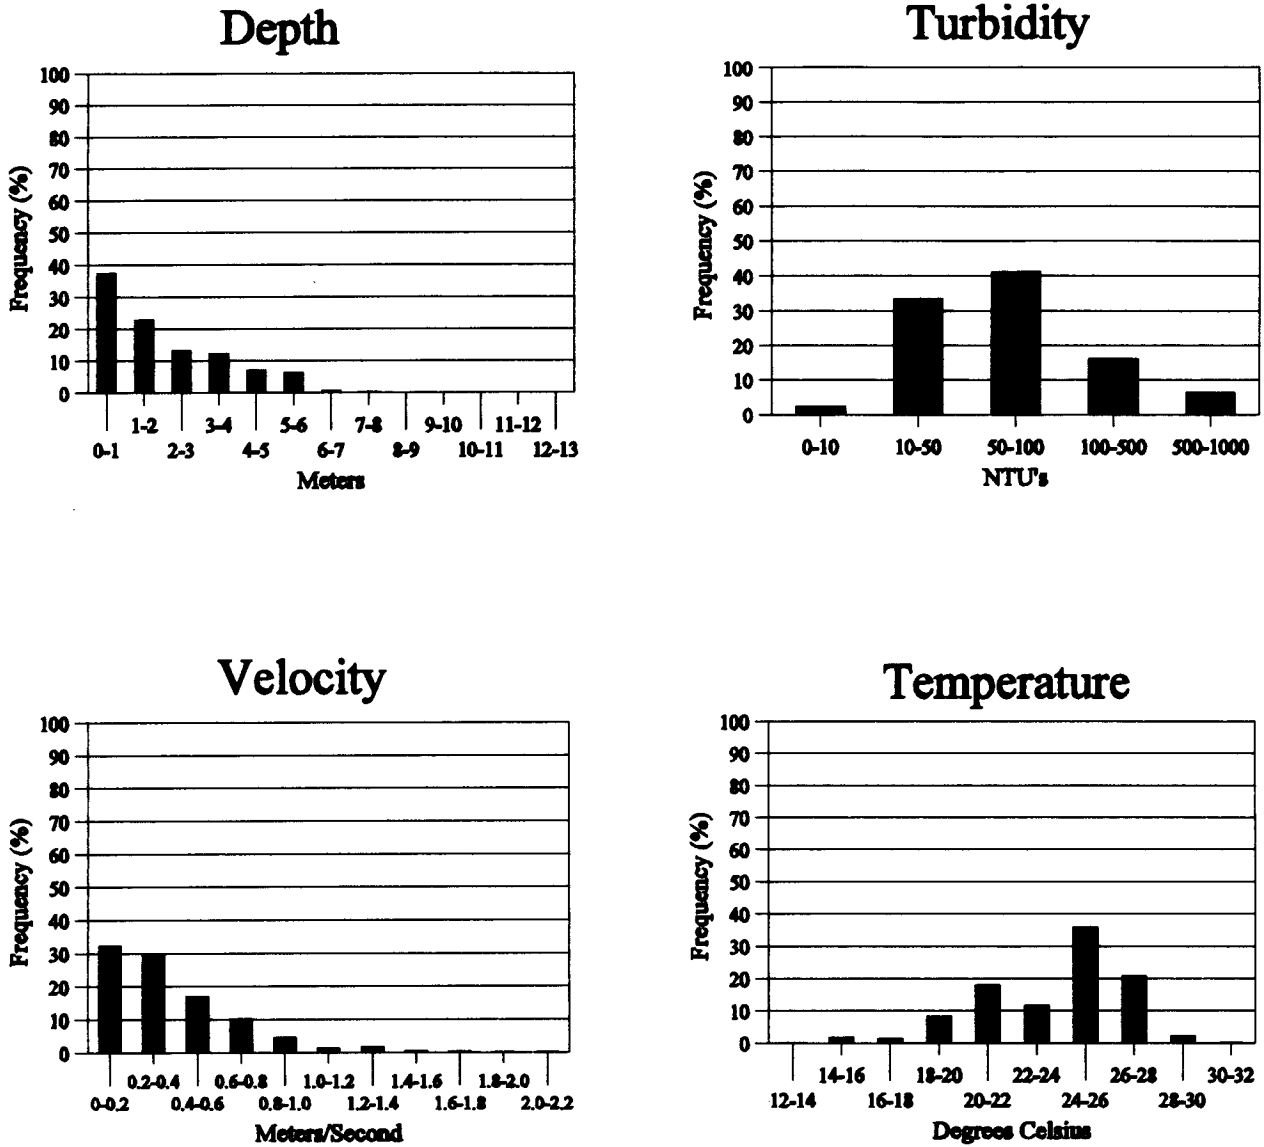 Depth
100
90
80
70
60
50
40
30
20
10
0
Frequency (%)
1-2 3-4 5-6 7-8 9-10 11-12
0-1 2-3 4-5 6-7 8-9 10-11 12-13
Meters
Turbidity
100
90
80
70
60
50
40
30
20
10
0
Frequency (%)
0-10 10-50 50-100 100-500 500-1000
NTU's
Velocity
100
90
80
70
60
50
40
30
20
10
0
Frequency (%)
0.2-0.4 0.6-0.8 1.0-1.2 1.4-1.6 1.8-2.0
0-0.2 0.4-0.6 0.8-1.0 1.2-1.4 1.6-1.8 2.0-2.2
Meters/Second
Temperature
100
90
80
70
60
50
40
30
20
10
0
Frequency (%)
14-16 18-20 22-24 26-28 30-32
12-14 16-18 20-22 24-26 28-30
Degrees Celsius